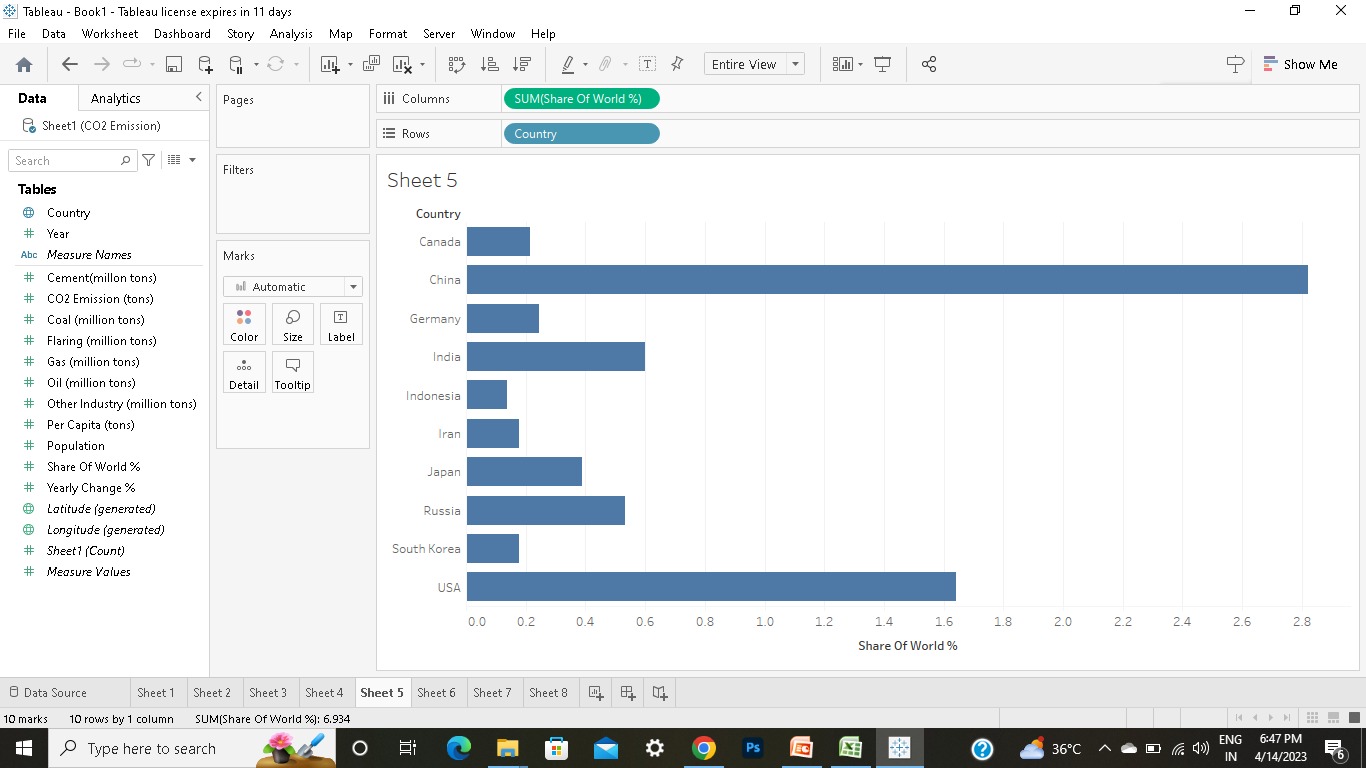 Tableau - Book1 - Tableau license expires in 11 days
File Data Worksheet Dashboard Story Analysis Map Format Server Window Help
Entire View
Show Me
Data Analytics
Sheet1 (CO2 Emission)
Search
Tables
Country
Year
Abc Measure Names
Cement(millon tons)
CO2 Emission (tons)
Coal (million tons)
Flaring (million tons)
Gas (million tons)
Oil (million tons)
Other Industry (million tons)
Per Capita (tons)
Population
Share Of World %
Yearly Change %
Latitude (generated)
Longitude (generated)
Sheet1 (Count)
Measure Values
Pages
Filters
Marks
Automatic
Color Size Label
Detail Tooltip
Columns SUM(Share Of World %)
Rows Country
Sheet 5
Country
Canada
China
Germany
India
Indonesia
Iran
Japan
Russia
South Korea
USA
0.0 0.2 0.4 0.6 0.8 1.0 1.2 1.4 1.6 1.8 2.0 2.2 2.4 2.6 2.8
Share Of World %
Data Source Sheet 1 Sheet 2 Sheet 3 Sheet 4 Sheet 5 Sheet 6 Sheet 7 Sheet 8
10 marks 10 rows by 1 column SUM(Share Of World %): 6.934
Type here to search
Ps
36°C
ENG
IN
6:47 PM
4/14/2023
6